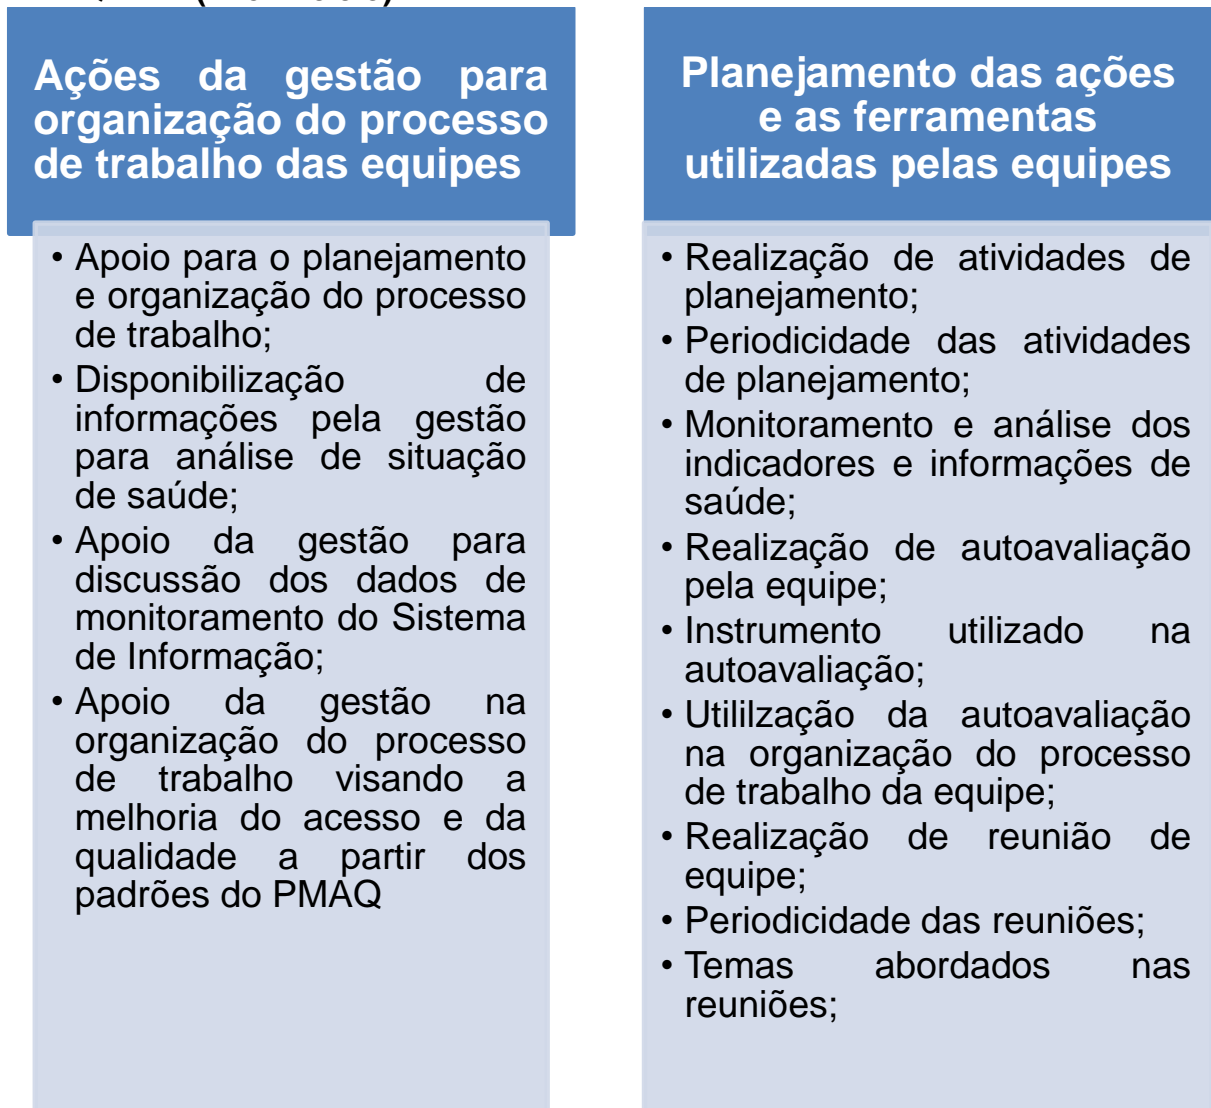 Ações da gestão para
organização do processo
de trabalho das equipes
• Apoio para o planejamento
e organização do processo
de trabalho;
• Disponibilização de
informações pela gestão
para análise de situação
de saúde;
• Apoio da gestão para
discussão dos dados de
monitoramento do Sistema
de Informação;
• Apoio da gestão na
organização do processo
de trabalho visando a
melhoria do acesso e da
qualidade a partir dos
padrões do PMAQ
Planejamento das ações
e as ferramentas
utilizadas pelas equipes
• Realização de atividades de
planejamento;
• Periodicidade das atividades
de planejamento;
• Monitoramento e análise dos
indicadores e informações de
saúde;
• Realização de autoavaliação
pela equipe;
• Instrumento utilizado na
autoavaliação;
• Utililzação da autoavaliação
na organização do processo
de trabalho da equipe;
• Realização de reunião de
equipe;
• Periodicidade das reuniões;
• Temas abordados nas
reuniões;